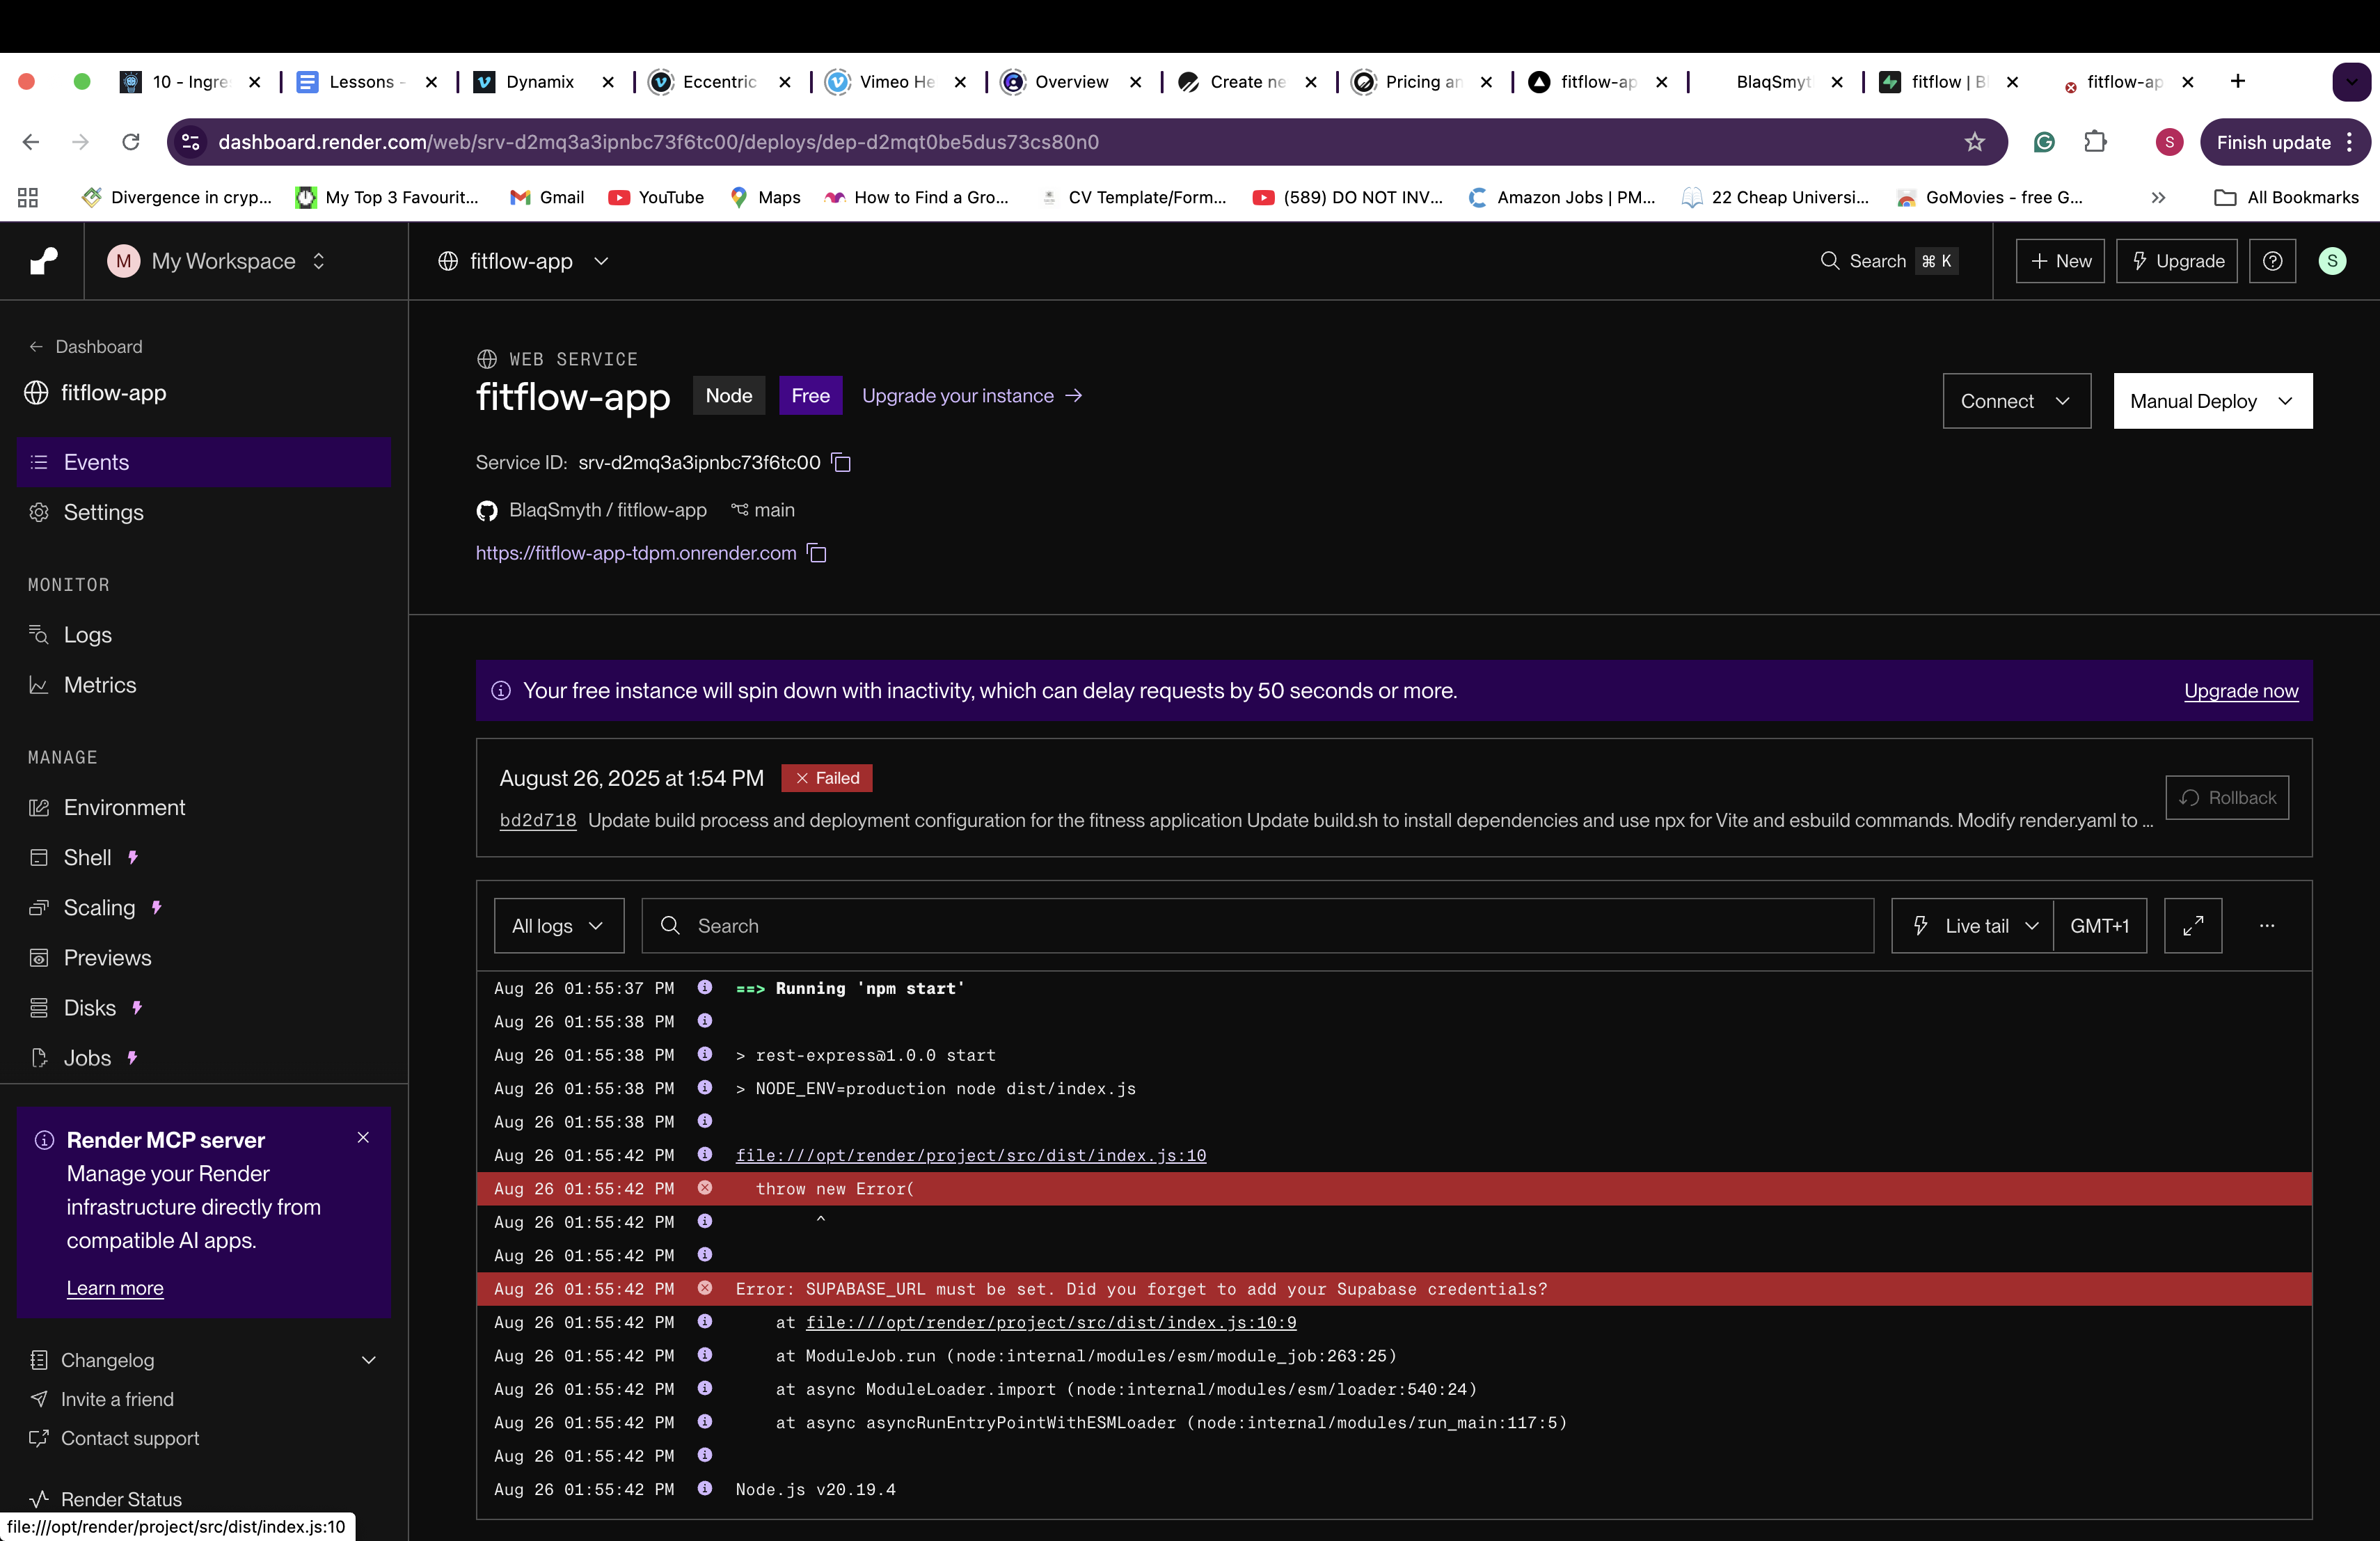 10 - Ingre
Lessons -
Dynamix
Eccentric
Vimeo He
Overview
Create ne
Pricing an
fitflow-ap
BlaqSmyt
fitflow | Bl
fitflow-ap
dashboard.render.com/web/srv-d2mq3a3ipnbc73f6tc00/deploys/dep-d2mqt0be5dus73cs80n0
S
Finish update
Divergence in cryp...
My Top 3 Favourit...
Gmail
YouTube
Maps
How to Find a Gro...
CV Template/Form...
(589) DO NOT INV...
Amazon Jobs | PM...
22 Cheap Universi...
GoMovies - free G...
All Bookmarks
M My Workspace
fitflow-app
Search ⌘ K
+ New
Upgrade
S
← Dashboard
fitflow-app
Events
Settings
MONITOR
Logs
Metrics
MANAGE
Environment
Shell
Scaling
Previews
Disks
Jobs
Render MCP server
Manage your Render
infrastructure directly from
compatible AI apps.
Learn more
Changelog
Invite a friend
Contact support
Render Status
file:///opt/render/project/src/dist/index.js:10
WEB SERVICE
fitflow-app Node Free Upgrade your instance →
Connect
Manual Deploy
Service ID: srv-d2mq3a3ipnbc73f6tc00
BlaqSmyth / fitflow-app main
https://fitflow-app-tdpm.onrender.com
Your free instance will spin down with inactivity, which can delay requests by 50 seconds or more.
Upgrade now
August 26, 2025 at 1:54 PM Failed
bd2d718 Update build process and deployment configuration for the fitness application Update build.sh to install dependencies and use npx for Vite and esbuild commands. Modify render.yaml to ...
Rollback
All logs
Search
Live tail
GMT+1
...
Aug 26 01:55:37 PM ==> Running 'npm start'
Aug 26 01:55:38 PM
Aug 26 01:55:38 PM > rest-express@1.0.0 start
Aug 26 01:55:38 PM > NODE_ENV=production node dist/index.js
Aug 26 01:55:38 PM
Aug 26 01:55:42 PM file:///opt/render/project/src/dist/index.js:10
Aug 26 01:55:42 PM throw new Error(
Aug 26 01:55:42 PM ^
Aug 26 01:55:42 PM
Aug 26 01:55:42 PM Error: SUPABASE_URL must be set. Did you forget to add your Supabase credentials?
Aug 26 01:55:42 PM at file:///opt/render/project/src/dist/index.js:10:9
Aug 26 01:55:42 PM at ModuleJob.run (node:internal/modules/esm/module_job:263:25)
Aug 26 01:55:42 PM at async ModuleLoader.import (node:internal/modules/esm/loader:540:24)
Aug 26 01:55:42 PM at async asyncRunEntryPointWithESMLoader (node:internal/modules/run_main:117:5)
Aug 26 01:55:42 PM
Aug 26 01:55:42 PM Node.js v20.19.4